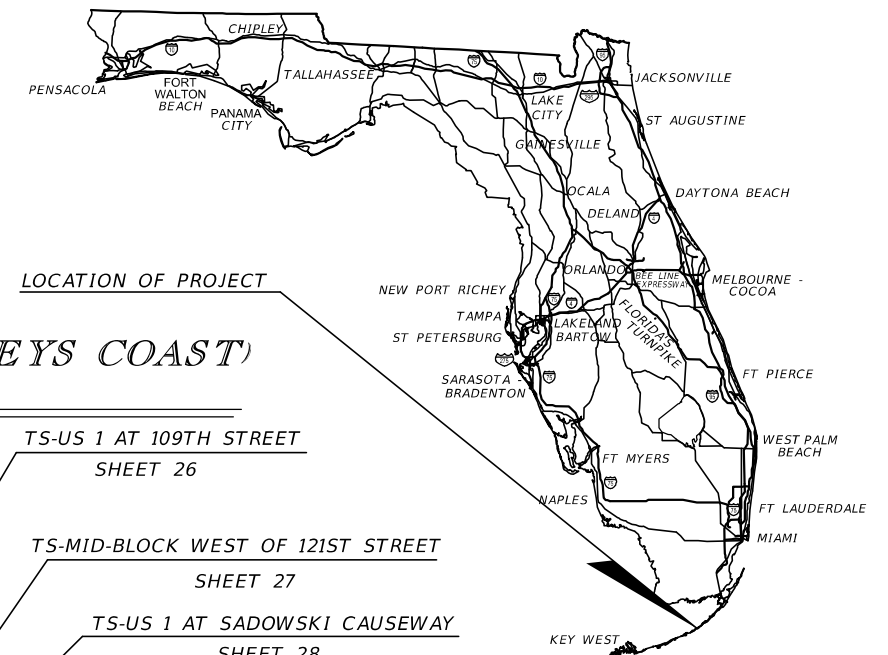 CHIPLEY
PENSACOLA
FORT
WALTON
BEACH
PANAMA
CITY
TALLAHASSEE
JACKSONVILLE
LAKE
CITY
ST AUGUSTINE
GAINESVILLE
OCALA
DAYTONA BEACH
DELAND
LOCATION OF PROJECT
ORLANDO
BEE LINE
EXPRESSWAY
MELBOURNE -
COCOA
NEW PORT RICHEY
TAMPA
ST PETERSBURG
LAKELAND
BARTOW
FLORIDA'S
TURNPIKE
EYS COAST)
SARASOTA -
BRADENTON
FT PIERCE
TS-US 1 AT 109TH STREET
SHEET 26
WEST PALM
BEACH
FT MYERS
NAPLES
FT LAUDERDALE
MIAMI
TS-MID-BLOCK WEST OF 121ST STREET
SHEET 27
TS-US 1 AT SADOWSKI CAUSEWAY
SHEET 28
KEY WEST